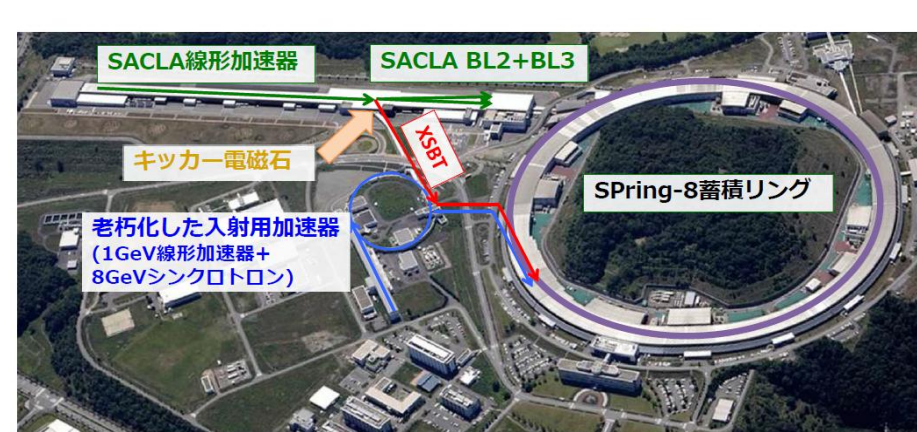 SACLA線形加速器
SACLA BL2+BL3
XSBT
キッカー電磁石
SPring-8蓄積リング
老朽化した入射用加速器
(1GeV線形加速器+
8GeVシンクロトロン)